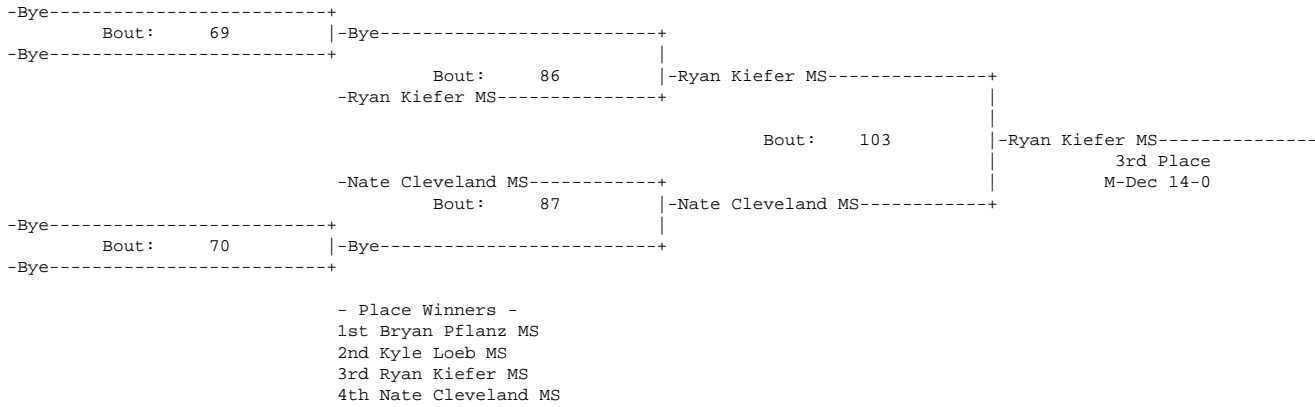 -Bye--------------------------+
Bout: 69 |-Bye--------------------------+
-Bye--------------------------+ |
Bout: 86 |-Ryan Kiefer MS---------------+
-Ryan Kiefer MS---------------+ |
|
Bout: 103 |-Ryan Kiefer MS---------------
| 3rd Place
-Nate Cleveland MS------------+ | M-Dec 14-0
Bout: 87 |-Nate Cleveland MS------------+
-Bye--------------------------+ |
Bout: 70 |-Bye--------------------------+
-Bye--------------------------+
- Place Winners -
1st Bryan Pflanz MS
2nd Kyle Loeb MS
3rd Ryan Kiefer MS
4th Nate Cleveland MS